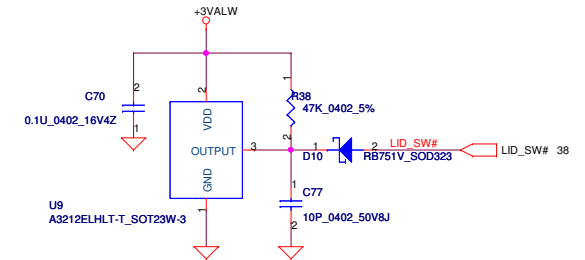 +3VALW
2
C70
0.1U_0402_16V4Z
1
2
VDD
OUTPUT
GND
3
1
U9
A3212ELHLT-T_SOT23W-3
1
R38
47K_0402_5%
2
1
D10
2
RB751V_SOD323
LID_SW#
LID_SW# 38
1
C77
10P_0402_50V8J
2